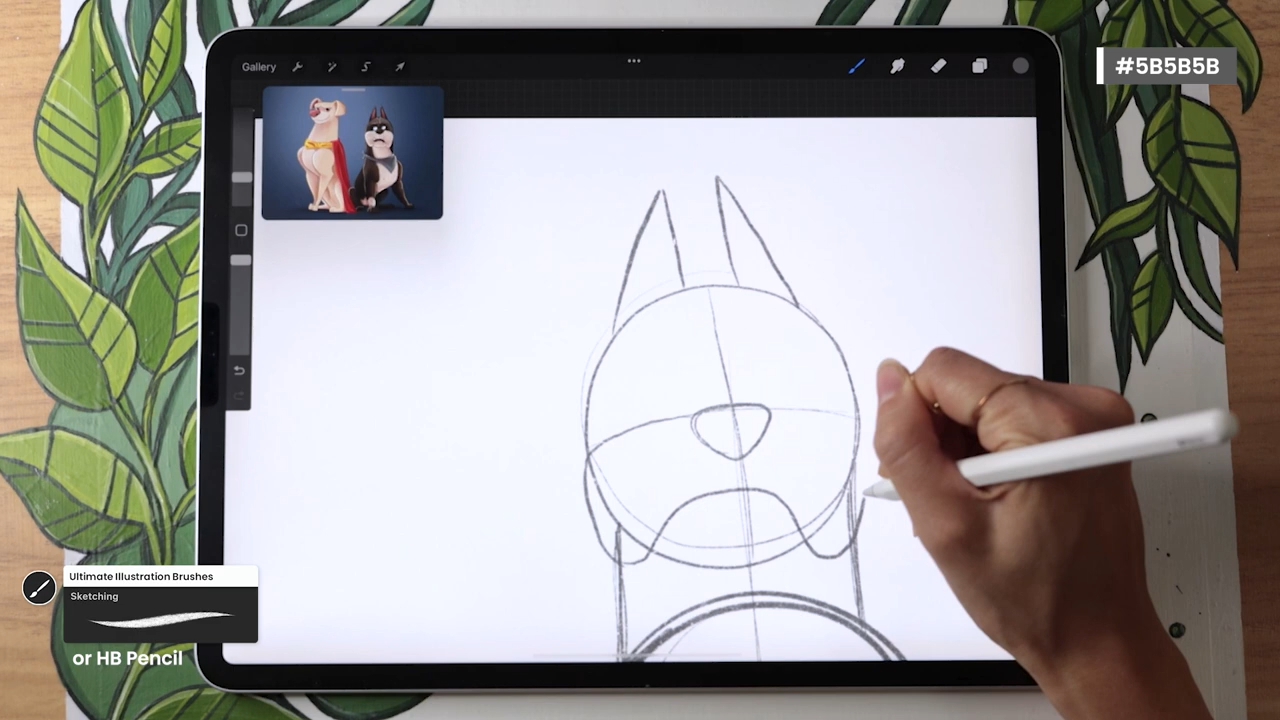 Gallery
#5B5B5B
Ultimate Illustration Brushes
Sketching
or HB Pencil